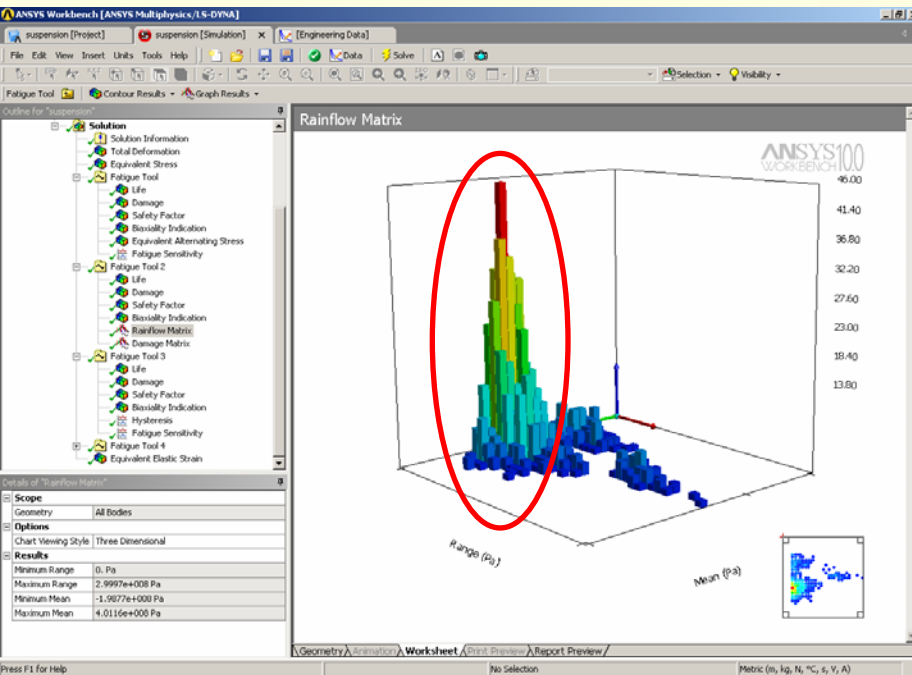 ANSYS Workbench [ANSYS Multiphysics/LS-DYNA]
suspension [Project] suspension [Simulation] x [Engineering Data]
File Edit View Insert Units Tools Help Data Solve A
Selection Visibility
Fatigue Tool Contour Results Graph Results
Outline for "suspension"
Solution
Solution Information
Total Deformation
Equivalent Stress
Fatigue Tool
Life
Damage
Safety Factor
Biaxiality Indication
Equivalent Alternating Stress
Fatigue Sensitivity
Fatigue Tool 2
Life
Damage
Safety Factor
Biaxiality Indication
Rainflow Matrix
Damage Matrix
Fatigue Tool 3
Life
Damage
Safety Factor
Biaxiality Indication
Hysteresis
Fatigue Sensitivity
Fatigue Tool 4
Equivalent Elastic Strain
Details of "Rainflow Matrix"
Scope
Geometry All Bodies
Options
Chart Viewing Style Three Dimensional
Results
Minimum Range 0. Pa
Maximum Range 2.9997e+008 Pa
Minimum Mean -1.9877e+008 Pa
Maximum Mean 4.0116e+008 Pa
Rainflow Matrix
ANSYS 10.0
WORKBENCH
46.00
41.40
36.80
32.20
27.60
23.00
18.40
13.80
Range (Pa)
Mean (Pa)
Geometry Animation Worksheet Print Preview Report Preview
Press F1 for Help No Selection Metric (m, kg, N, °C, s, V, A)